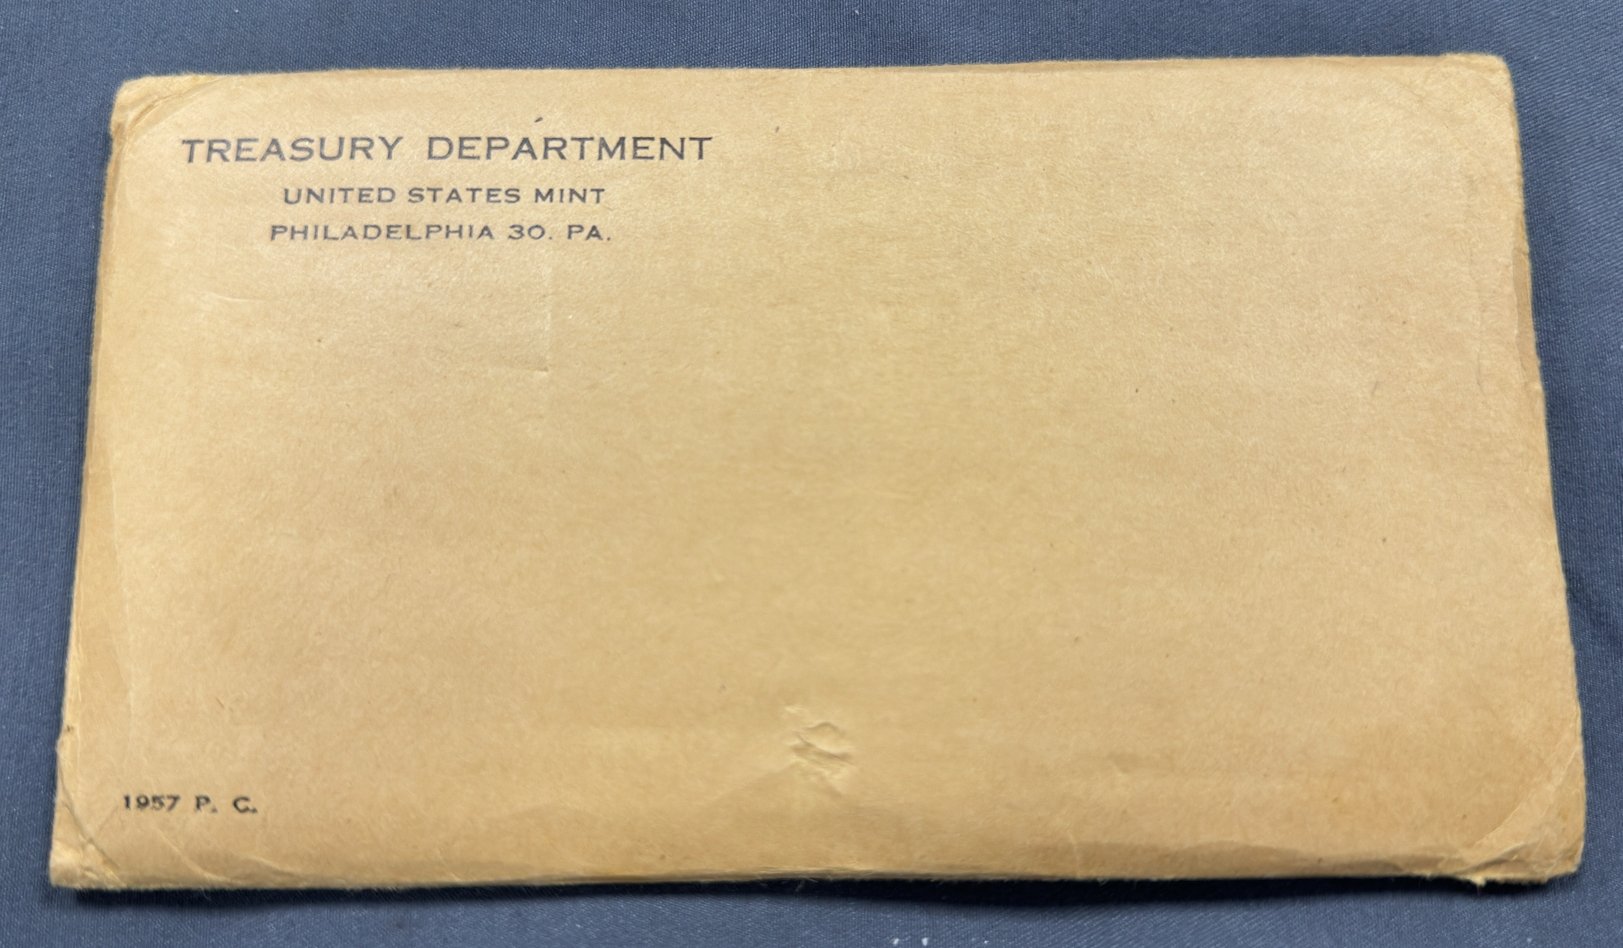 TREASURY DEPARTMENT
UNITED STATES MINT
PHILADELPHIA 30. PA.
1957 P. C.